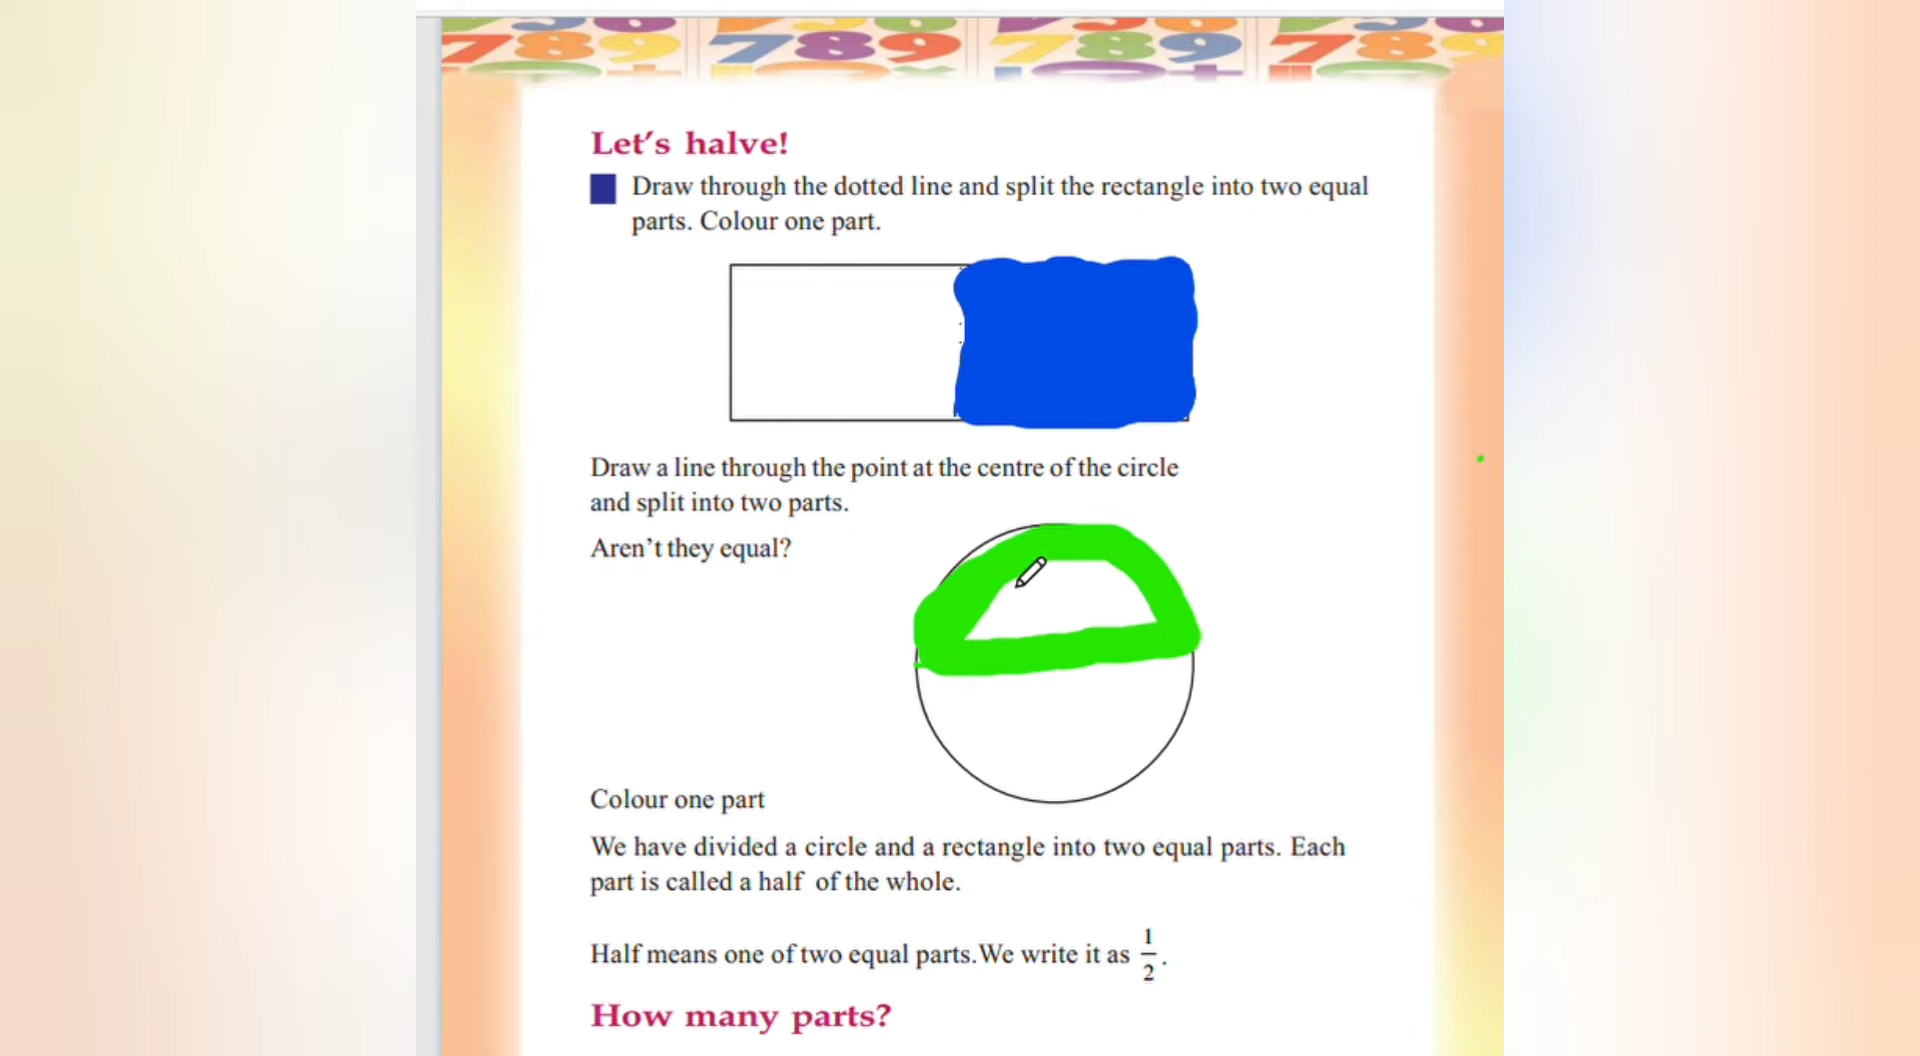 Let's halve!
Draw through the dotted line and split the rectangle into two equal
parts. Colour one part.
Draw a line through the point at the centre of the circle
and split into two parts.
Aren't they equal?
Colour one part
We have divided a circle and a rectangle into two equal parts. Each
part is called a half of the whole.
Half means one of two equal parts. We write it as 1/2.
How many parts?